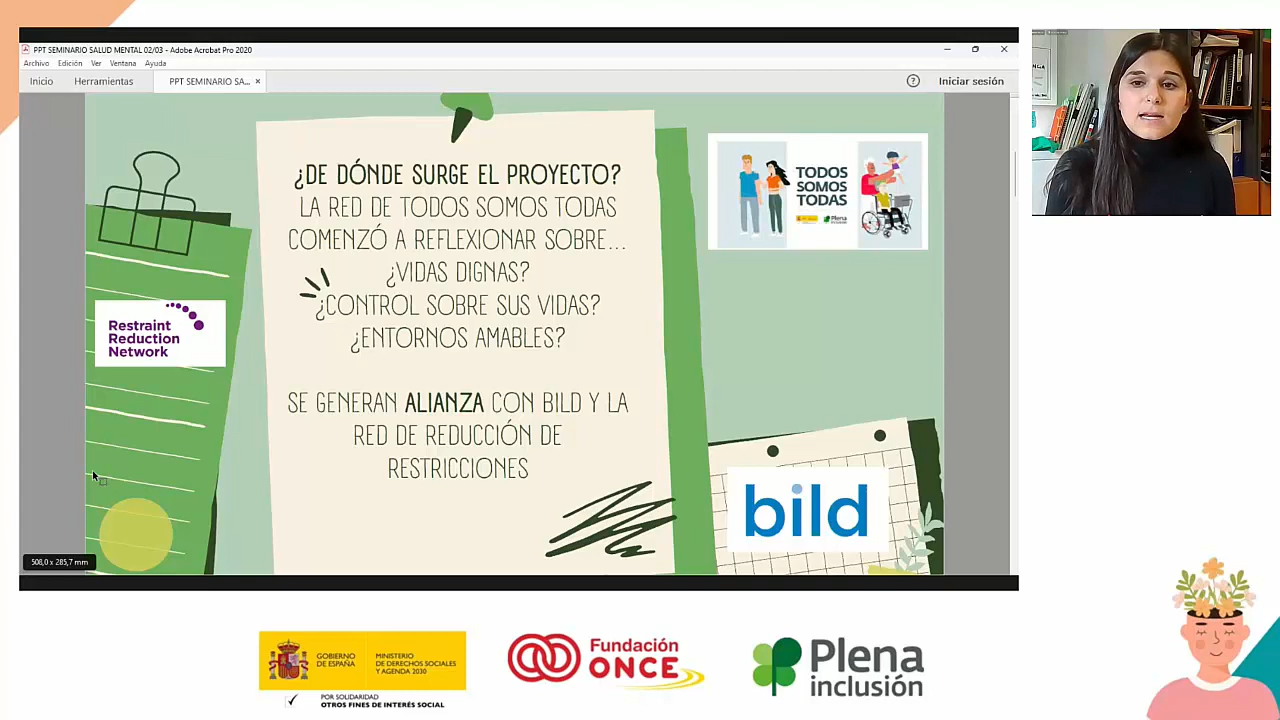 PPT SEMINARIO SALUD MENTAL 02/03 - Adobe Acrobat Pro 2020
Archivo Edición Ver Ventana Ayuda
Inicio Herramientas PPT SEMINARIO SA... × Iniciar sesión
¿DE DÓNDE SURGE EL PROYECTO?
LA RED DE TODOS SOMOS TODAS
COMENZÓ A REFLEXIONAR SOBRE...
¿VIDAS DIGNAS?
¿CONTROL SOBRE SUS VIDAS?
¿ENTORNOS AMABLES?
SE GENERAN ALIANZA CON BILD Y LA
RED DE REDUCCIÓN DE
RESTRICCIONES
Restraint
Reduction
Network
TODOS
SOMOS
TODAS
Plena
inclusión
bild
508,0 x 285,7 mm
GOBIERNO
DE ESPAÑA
MINISTERIO
DE DERECHOS SOCIALES
Y AGENDA 2030
POR SOLIDARIDAD
OTROS FINES DE INTERÉS SOCIAL
Fundación
ONCE
Plena
inclusión